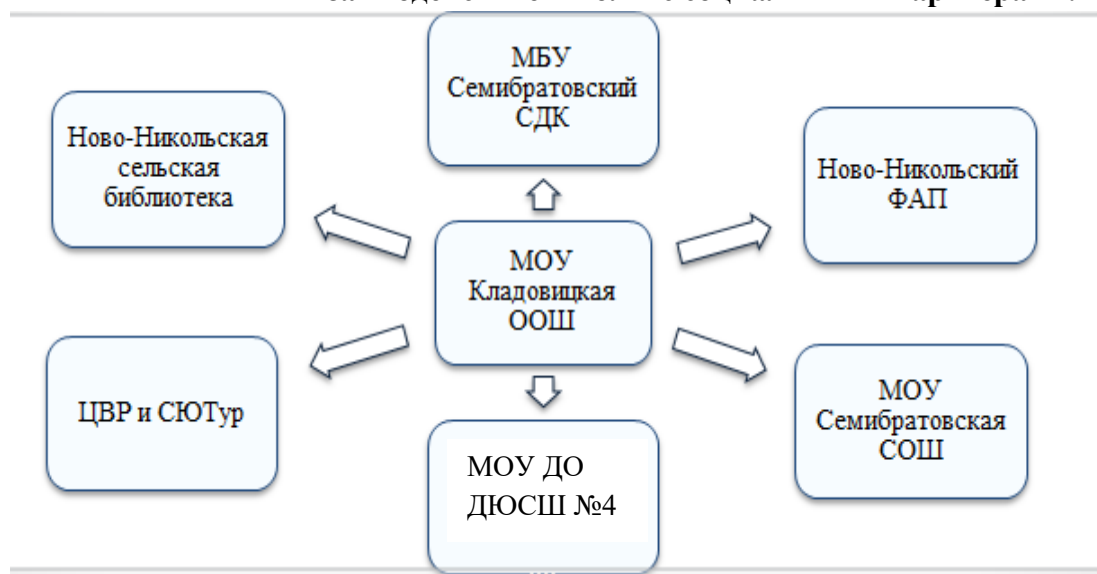 МБУ
Семибратовский
СДК
Ново-Никольская
сельская
библиотека
Ново-Никольский
ФАП
МОУ
Кладовицкая
ООШ
ЦВР и СЮТур
МОУ
Семибратовская
СОШ
МОУ ДО
ДЮСШ №4